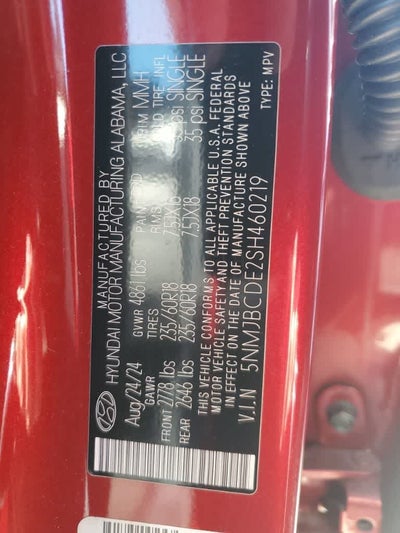 MANUFACTURED BY
HYUNDAI MOTOR MANUFACTURING ALABAMA, LLC.
Aug/24/24 GVWR 4861 lbs MMH
GAWR TIRES RIMS
FRONT 2778 lbs 235/60R18 7.5JX18 35 psi SINGLE
REAR 2646 lbs 235/60R18 7.5JX18 35 psi SINGLE
THIS VEHICLE CONFORMS TO ALL APPLICABLE U.S.A. FEDERAL
MOTOR VEHICLE SAFETY AND THEFT PREVENTION STANDARDS
IN EFFECT ON THE DATE OF MANUFACTURE SHOWN ABOVE.
V.I.N 5NMJBCDE2SH460219 TYPE: MPV